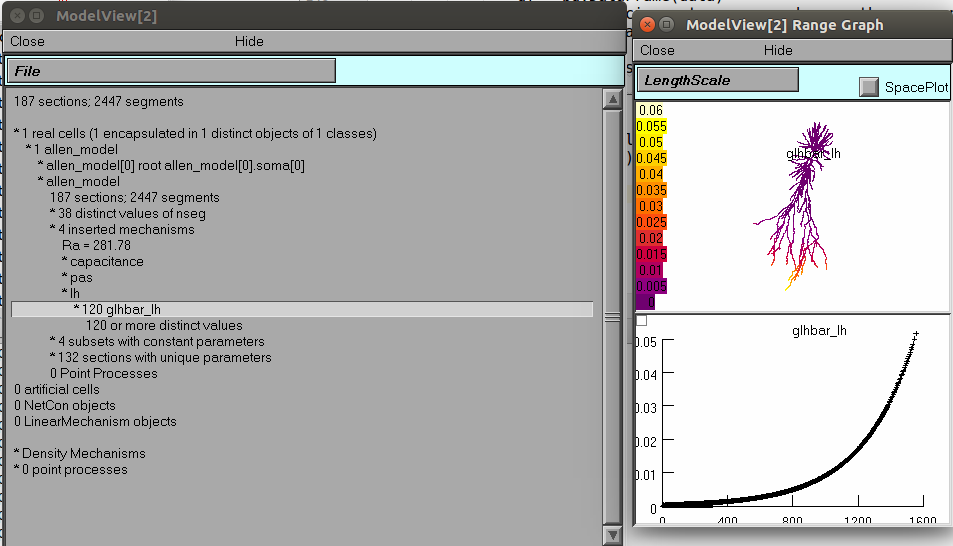 ModelView[2]
Close Hide
File
187 sections; 2447 segments
* 1 real cells (1 encapsulated in 1 distinct objects of 1 classes)
* 1 allen_model
* allen_model[0] root allen_model[0].soma[0]
* allen_model
187 sections; 2447 segments
* 38 distinct values of nseg
* 4 inserted mechanisms
Ra = 281.78
* capacitance
* pas
* Ih
* 120 gIhbar_Ih
120 or more distinct values
* 4 subsets with constant parameters
* 132 sections with unique parameters
0 Point Processes
0 artificial cells
0 NetCon objects
0 LinearMechanism objects
* Density Mechanisms
* 0 point processes
ModelView[2] Range Graph
Close Hide
LengthScale SpacePlot
0.06
0.055
0.05
0.045
0.04
0.035
0.03
0.025
0.02
0.015
0.01
0.005
0
gIhbar_Ih
gIhbar_Ih
0.05
0.04
0.03
0.02
0.01
0
0 400 800 1200 1600